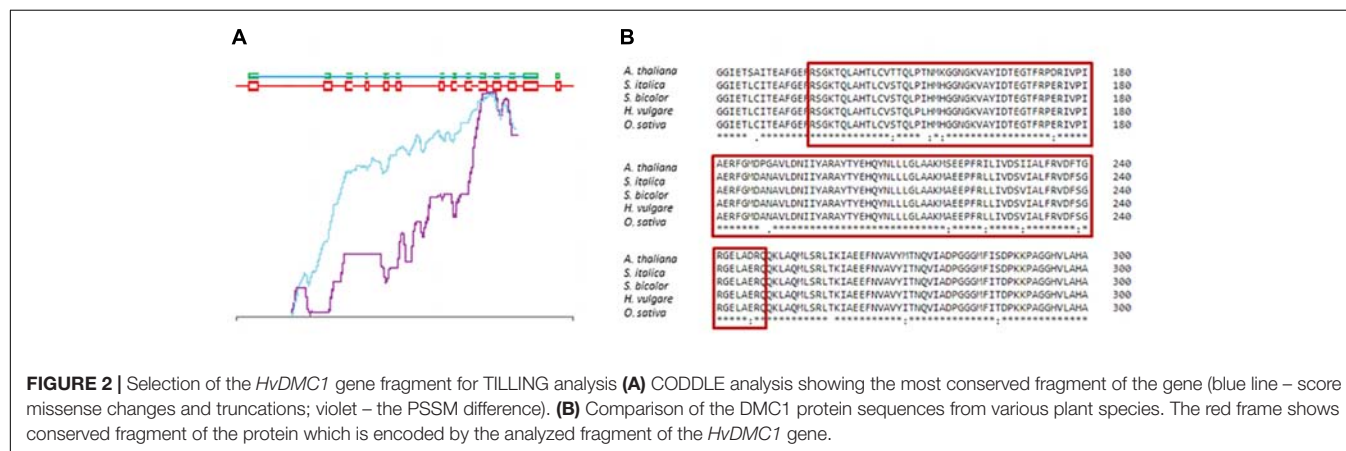 A
B
A. thaliana GGIETSAITEAFGEFRSGKTQLAHTLCVTTQLPTNMKGGNGKVAYIDTEGTFRPDRIVPI 180
S. italica GGIETLCITEAFGEFRSGKTQLAHTLCVSTQLPIHMHGGNGKVAYIDTEGTFRPERIVPI 180
S. bicolor GGIETLCITEAFGEFRSGKTQLAHTLCVSTQLPLHMHGGNGKVAYIDTEGTFRPERIVPI 180
H. vulgare GGIETLCITEAFGEFRSGKTQLAHTLCVSTQLPIHMHGGNGKVAYIDTEGTFRPERIVPI 180
O. sativa GGIETLCITEAFGEFRSGKTQLAHTLCVSTQLPIHMHGGNGKVAYIDTEGTFRPERIVPI 180
A. thaliana AERFGMDPGAVLDNIIYARAYTYEHQYNLLLGLAAKMSEEPFRILIVDSIIALFRVDFTG 240
S. italica AERFGMDANAVLDNIIYARAYTYEHQYNLLLGLAAKMAEEPFRLLIVDSVIALFRVDFSG 240
S. bicolor AERFGMDANAVLDNIIYARAYTYEHQYNLLLGLAAKMAEEPFRLLIVDSVIALFRVDFSG 240
H. vulgare AERFGMDANAVLDNIIYARAYTYEHQYNLLLGLAAKMAEEPFRLLIVDSVIALFRVDFSG 240
O. sativa AERFGMDANAVLDNIIYARAYTYEHQYNLLLGLAAKMAEEPFRLLIVDSVIALFRVDFSG 240
A. thaliana RGELADRQQKLAQMLSRLTKIAEEFNVAVYMTNQVIADPGGGMFISDPKKPAGGHVLAHA 300
S. italica RGELAERQQKLAQMLSRLTKIAEEFNVAVYITNQVIADPGGGMFITDPKKPAGGHVLAHA 300
S. bicolor RGELAERQQKLAQMLSRLTKIAEEFNVAVYITNQVIADPGGGMFITDPKKPAGGHVLAHA 300
H. vulgare RGELAERQQKLAQMLSRLTKIAEEFNVAVYITNQVIADPGGGMFITDPKKPAGGHVLAHA 300
O. sativa RGELAERQQKLAQMLSRLTKIAEEFNVAVYITNQVIADPGGGMFITDPKKPAGGHVLAHA 300
FIGURE 2 | Selection of the HvDMC1 gene fragment for TILLING analysis (A) CODDLE analysis showing the most conserved fragment of the gene (blue line – score
missense changes and truncations; violet – the PSSM difference). (B) Comparison of the DMC1 protein sequences from various plant species. The red frame shows
conserved fragment of the protein which is encoded by the analyzed fragment of the HvDMC1 gene.